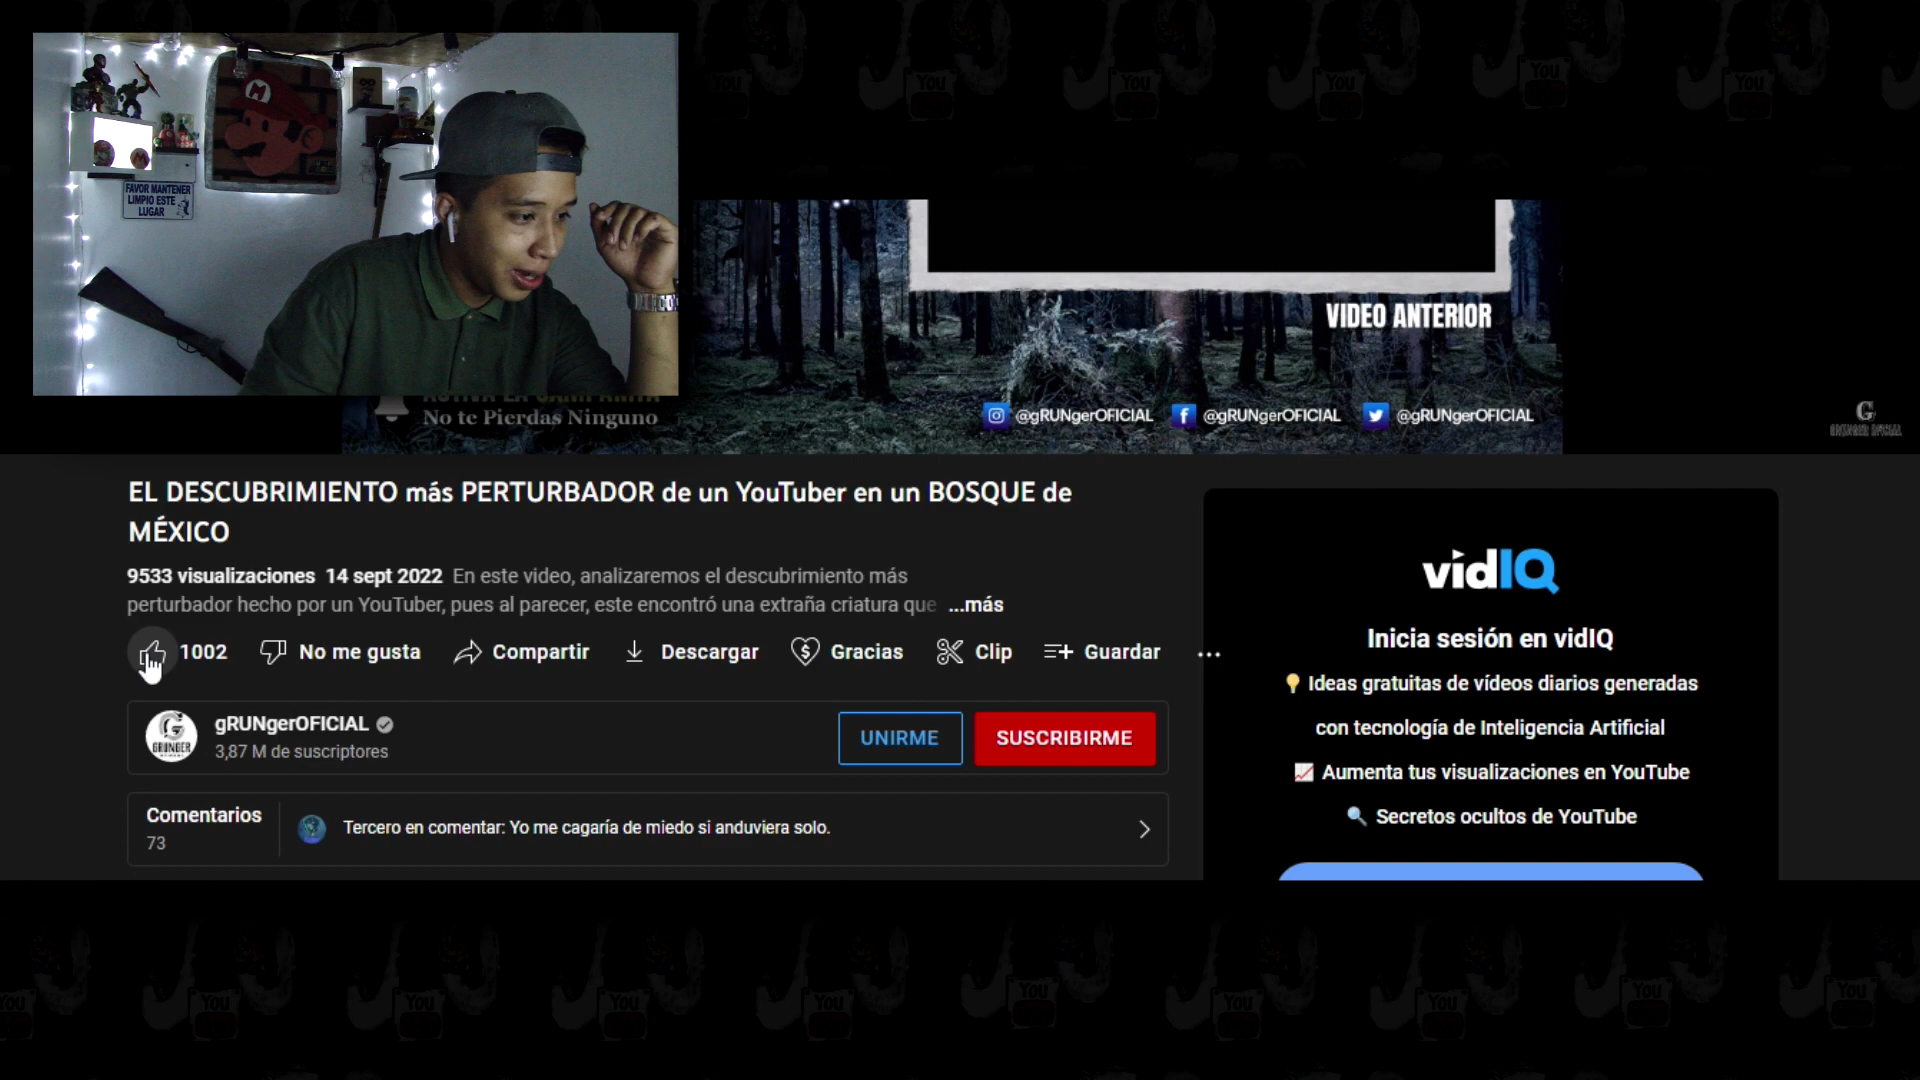 FAVOR MANTENER
LIMPIO ESTE
LUGAR
VIDEO ANTERIOR
No te Pierdas Ninguno
@gRUNgerOFICIAL
@gRUNgerOFICIAL
@gRUNgerOFICIAL
EL DESCUBRIMIENTO más PERTURBADOR de un YouTuber en un BOSQUE de
MÉXICO
9533 visualizaciones 14 sept 2022 En este video, analizaremos el descubrimiento más
perturbador hecho por un YouTuber, pues al parecer, este encontró una extraña criatura que ...más
1002 No me gusta Compartir Descargar Gracias Clip Guardar ...
GRUNGER
gRUNgerOFICIAL
3,87 M de suscriptores
UNIRME
SUSCRIBIRME
Comentarios
73
Tercero en comentar: Yo me cagaría de miedo si anduviera solo.
vidIQ
Inicia sesión en vidIQ
Ideas gratuitas de vídeos diarios generadas
con tecnología de Inteligencia Artificial
Aumenta tus visualizaciones en YouTube
Secretos ocultos de YouTube